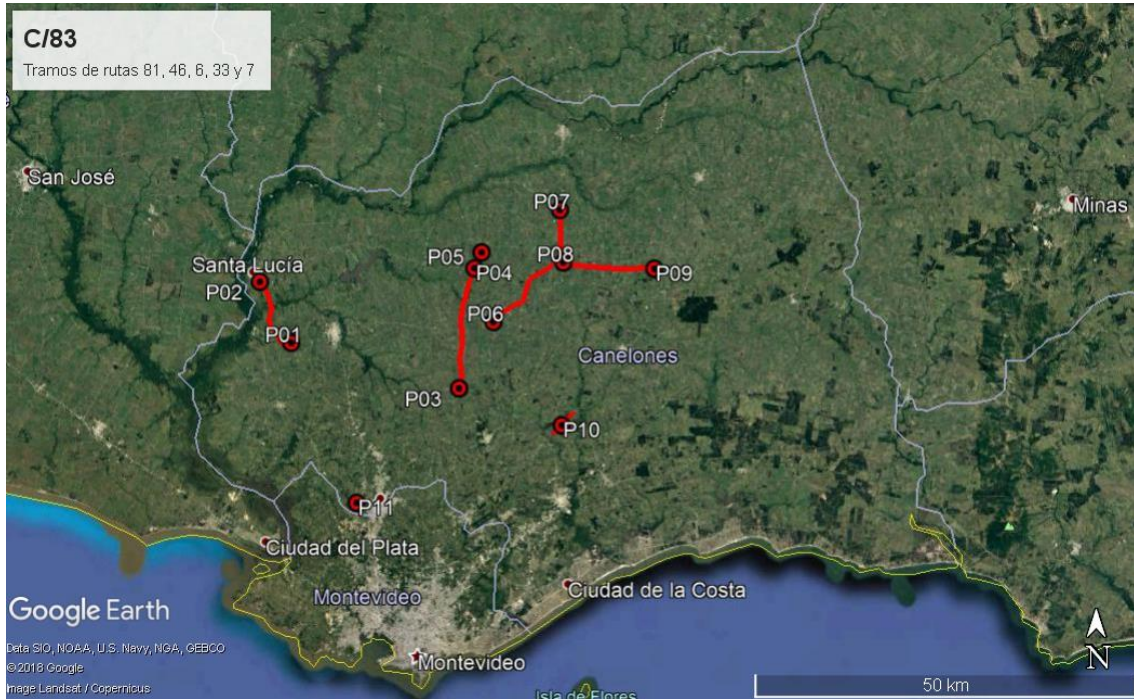 C/83
Tramos de rutas 81, 46, 6, 33 y 7
San José
P07
Minas
Santa Lucía
P05
P08
P04
P09
P02
P06
P01
Canelones
P03
P10
P11
Ciudad del Plata
Ciudad de la Costa
Montevideo
Google Earth
Data SIO, NOAA, U.S. Navy, NGA, GEBCO
©2018 Google
Image Landsat / Copernicus
Montevideo
Isla de Flores
50 km
N